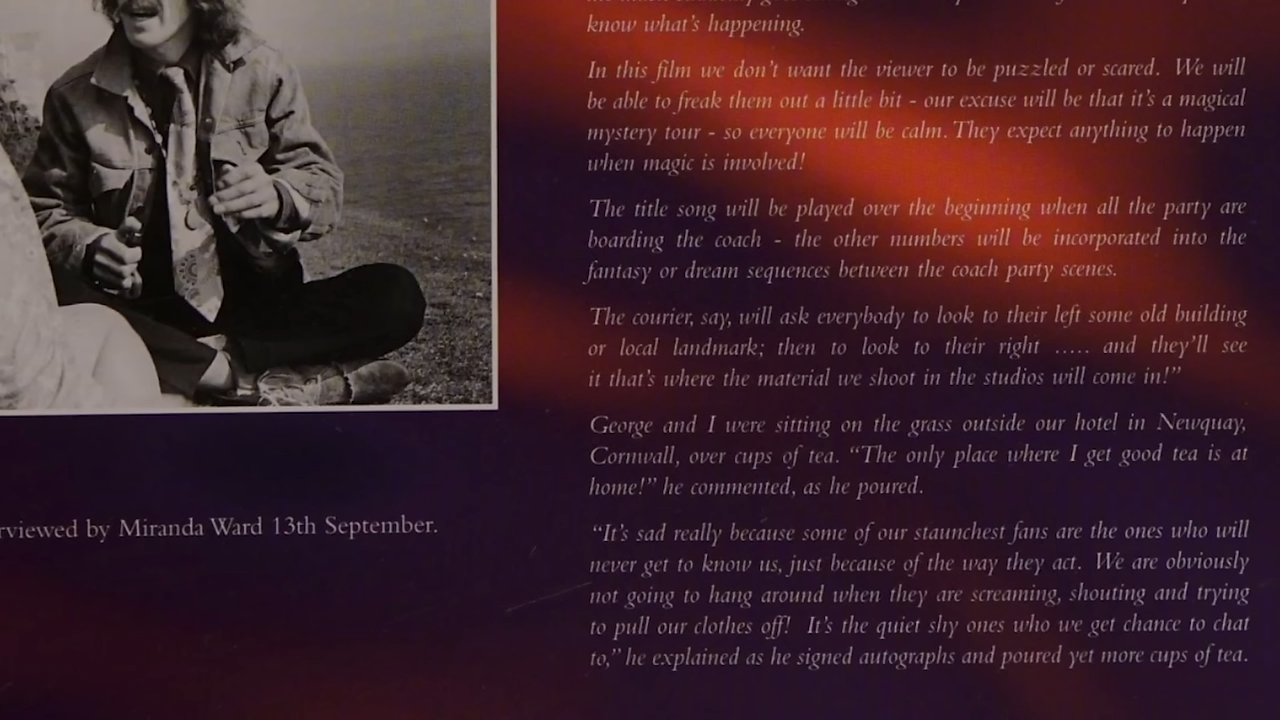 know what's happening.
In this film we don't want the viewer to be puzzled or scared. We will
be able to freak them out a little bit - our excuse will be that it's a magical
mystery tour - so everyone will be calm. They expect anything to happen
when magic is involved!
The title song will be played over the beginning when all the party are
boarding the coach - the other numbers will be incorporated into the
fantasy or dream sequences between the coach party scenes.
The courier, say, will ask everybody to look to their left some old building
or local landmark; then to look to their right ..... and they'll see
it that's where the material we shoot in the studios will come in!"
George and I were sitting on the grass outside our hotel in Newquay,
Cornwall, over cups of tea. "The only place where I get good tea is at
home!" he commented, as he poured.
"It's sad really because some of our staunchest fans are the ones who will
never get to know us, just because of the way they act. We are obviously
not going to hang around when they are screaming, shouting and trying
to pull our clothes off! It's the quiet shy ones who we get chance to chat
to," he explained as he signed autographs and poured yet more cups of tea.
rviewed by Miranda Ward 13th September.